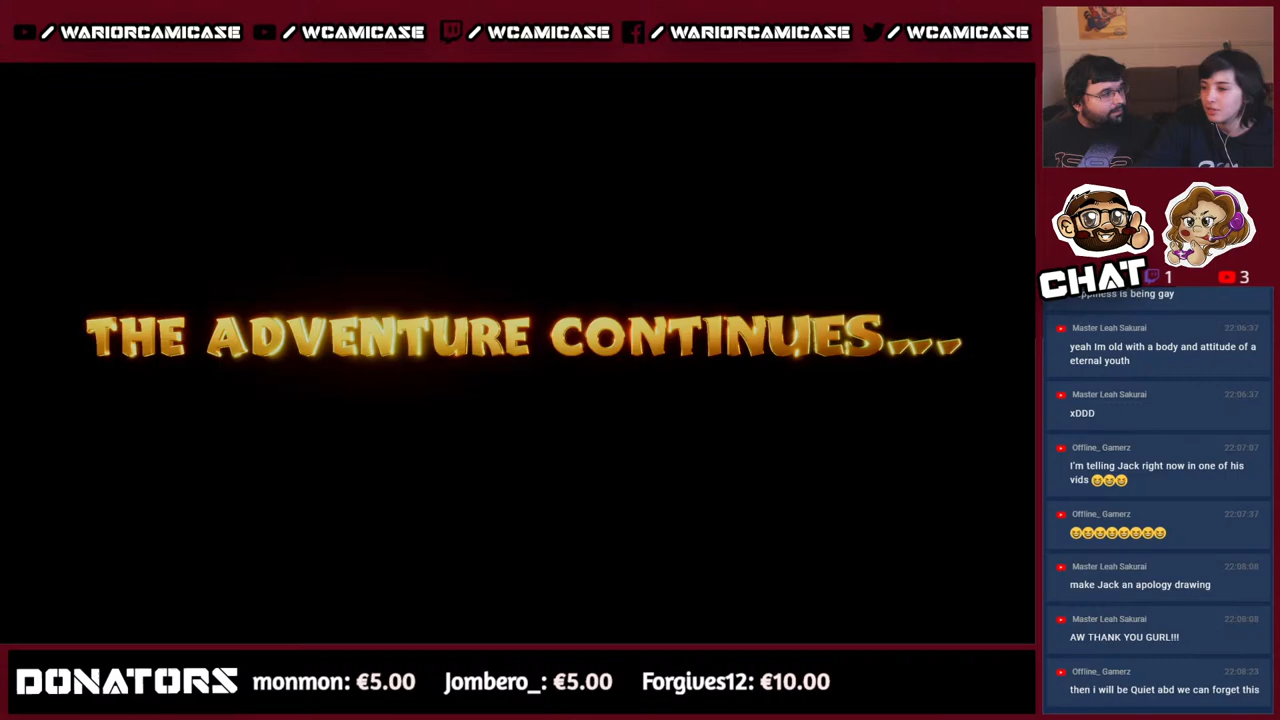 / WARIORCAMICASE / WCAMICASE / WCAMICASE / WARIORCAMICASE / WCAMICASE
THE ADVENTURE CONTINUES...
CHAT 1 3
is being gay
Master Leah Sakurai 22:06:37
yeah Im old with a body and attitude of a
eternal youth
Master Leah Sakurai 22:06:37
xDDD
Offline_ Gamerz 22:07:07
I'm telling Jack right now in one of his
vids 😆😆😆
Offline_ Gamerz 22:07:37
😆😆😆😆😆😆😆😆
Master Leah Sakurai 22:08:08
make Jack an apology drawing
Master Leah Sakurai 22:08:08
AW THANK YOU GURL!!!
Offline_ Gamerz 22:08:23
then i will be Quiet abd we can forget this
DONATORS monmon: €5.00 Jombero_: €5.00 Forgives12: €10.00